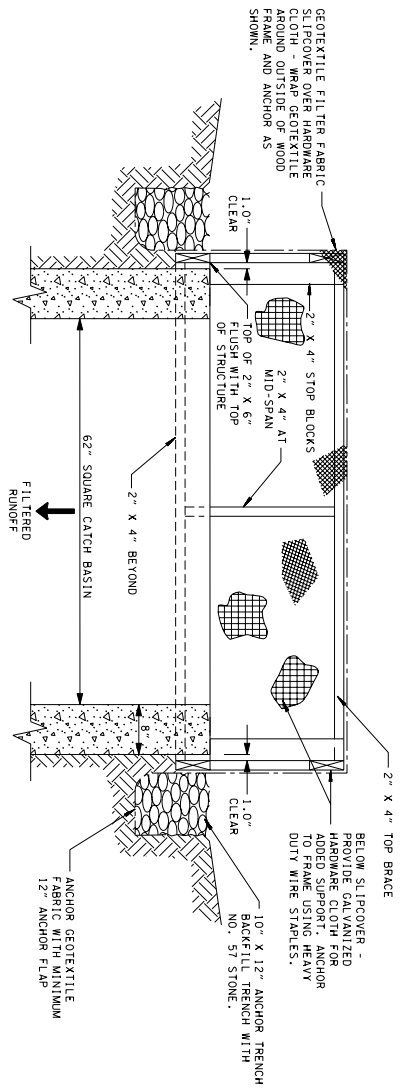 GEOTEXTILE FILTER FABRIC
SLIPCOVER OVER HARDWARE
CLOTH - WRAP GEOTEXTILE
AROUND OUTSIDE OF WOOD
FRAME AND ANCHOR AS
SHOWN.
2" X 4" TOP BRACE
BELOW SLIPCOVER -
PROVIDE GALVANIZED
HARDWARE CLOTH FOR
ADDED SUPPORT. ANCHOR
TO FRAME USING HEAVY
DUTY WIRE STAPLES.
2" X 4" STOP BLOCKS
2" X 4" AT
MID-SPAN
1.0"
CLEAR
TOP OF 2" X 6"
FLUSH WITH TOP
OF STRUCTURE
1.0"
CLEAR
10" X 12" ANCHOR TRENCH
BACKFILL TRENCH WITH
NO. 57 STONE.
2" X 4" BEYOND
8"
62" SQUARE CATCH BASIN
ANCHOR GEOTEXTILE
FABRIC WITH MINIMUM
12" ANCHOR FLAP
FILTERED
RUNOFF